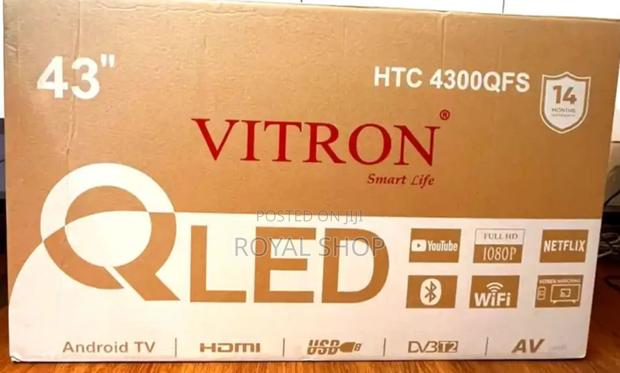 43"
HTC 4300QFS
14
MONTHS
VITRON®
Smart Life
POSTED ON JIJI
ROYAL SHOP
QLED
YouTube
FULL HD
1080P
NETFLIX
WiFi
Android TV
HDMI
USB
DVB T2
AV